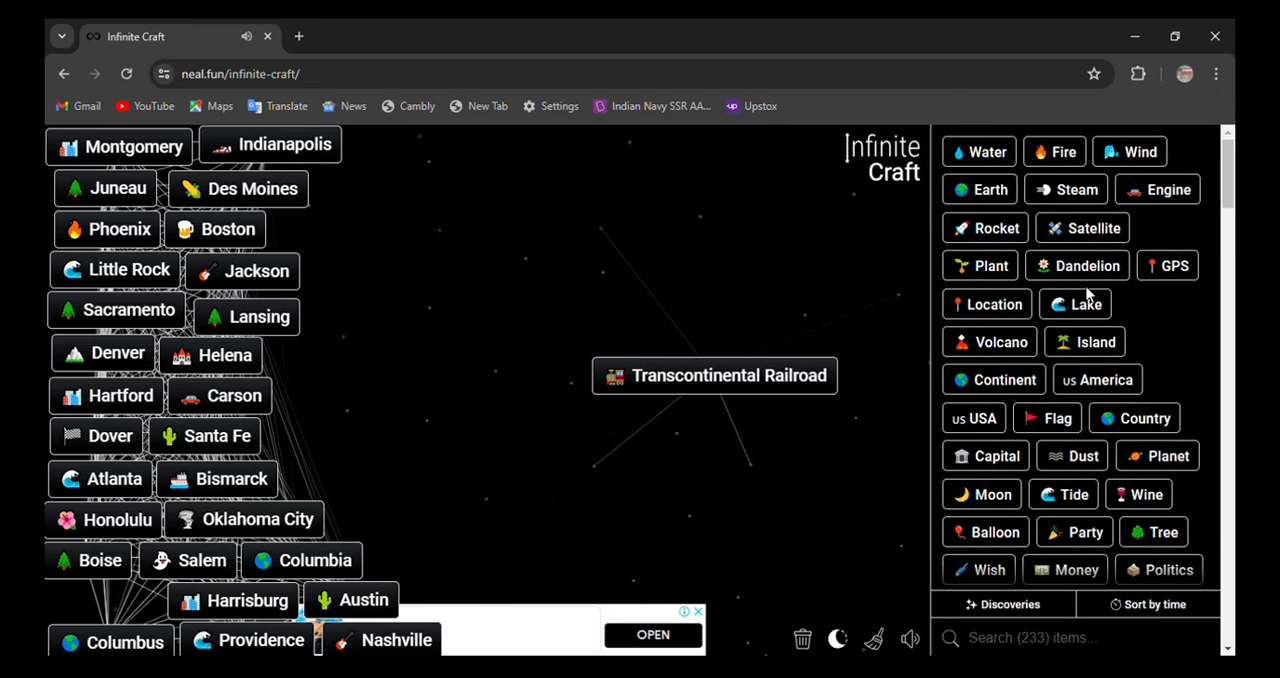 Infinite Craft
neal.fun/infinite-craft/
Gmail YouTube Maps Translate News Cambly New Tab Settings Indian Navy SSR AA... Upstox
Montgomery Indianapolis
Juneau Des Moines
Phoenix Boston
Little Rock Jackson
Sacramento Lansing
Denver Helena
Hartford Carson
Dover Santa Fe
Atlanta Bismarck
Honolulu Oklahoma City
Boise Salem Columbia
Harrisburg Austin
Columbus Providence Nashville
Transcontinental Railroad
OPEN
Infinite
Craft
Water Fire Wind
Earth Steam Engine
Rocket Satellite
Plant Dandelion GPS
Location Lake
Volcano Island
Continent US America
US USA Flag Country
Capital Dust Planet
Moon Tide Wine
Balloon Party Tree
Wish Money Politics
Discoveries Sort by time
Search (233) items...